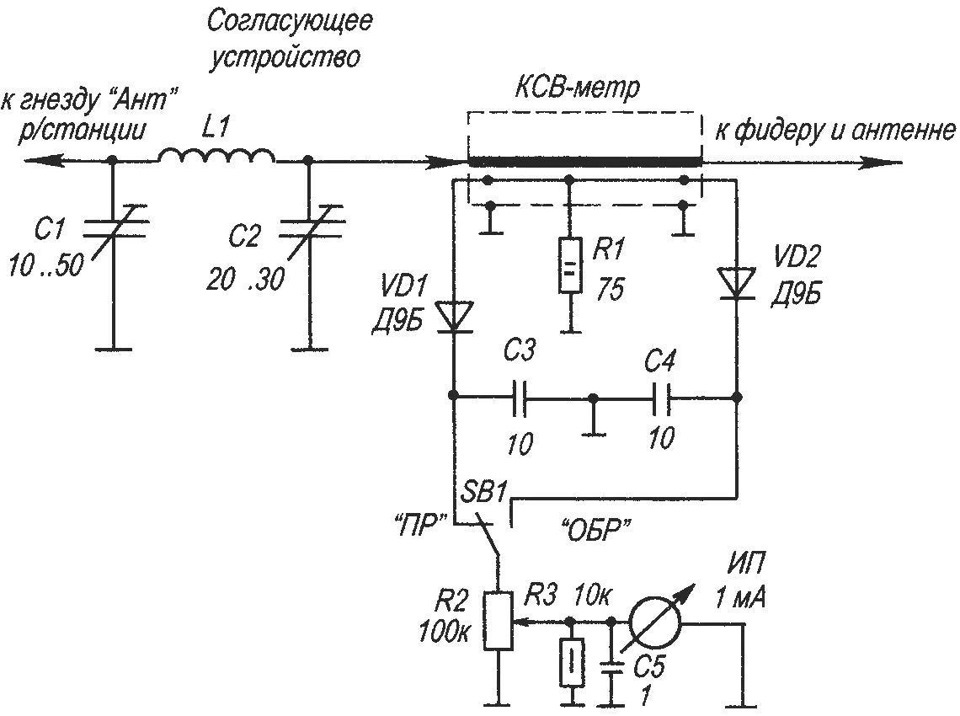 Согласующее
устройство
КСВ-метр
к гнезду “Ант”
р/станции
L1
к фидеру и антенне
C1
10 ..50
C2
20 .30
R1
75
VD1
Д9Б
VD2
Д9Б
C3
10
C4
10
SB1
“ПР”
“ОБР”
ИП
1 мА
R2
100к
R3 10к
C5
1